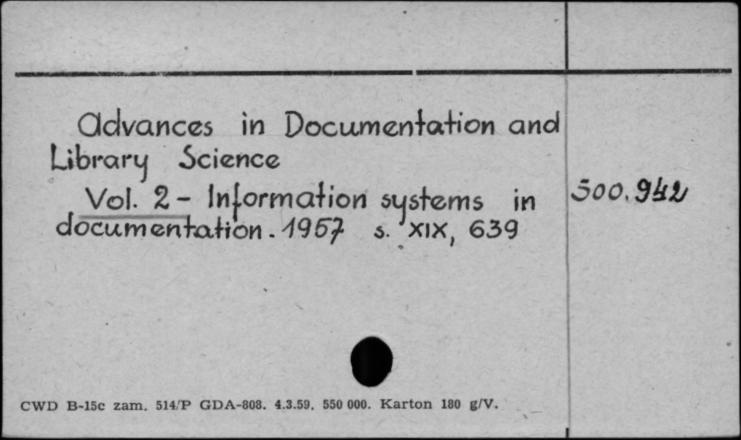 Advances in Documentation and
Library Science
Vol. 2 - Information systems in
500.942
documentation. 1957 s. XIX, 639
CWD B-15c zam. 514/P GDA-808. 4.3.59. 550 000. Karton 180 g/V.